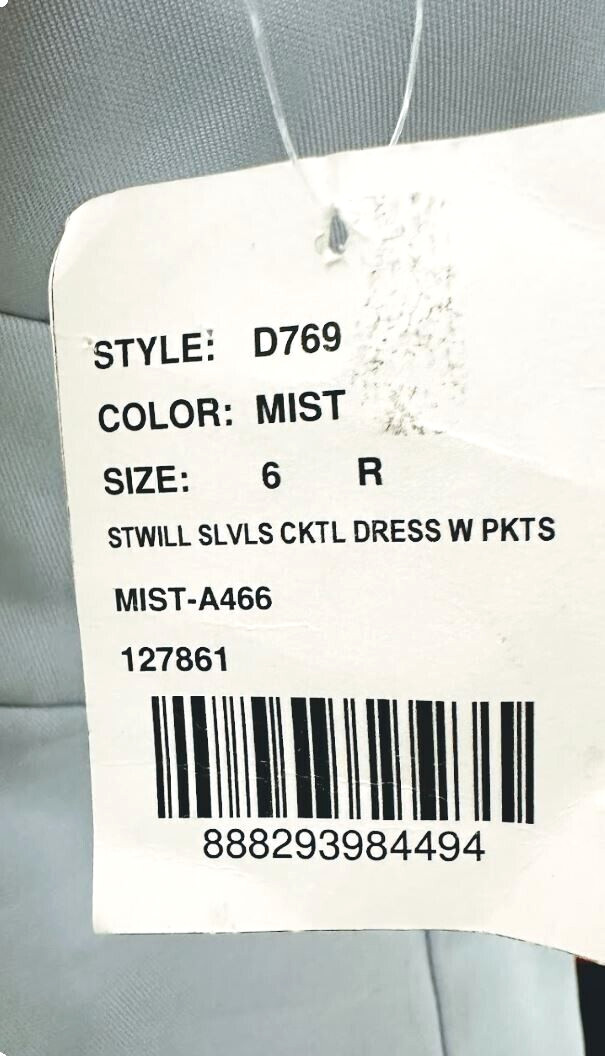 STYLE: D769
COLOR: MIST
SIZE: 6 R
STWILL SLVLS CKTL DRESS W PKTS
MIST-A466
127861
888293984494